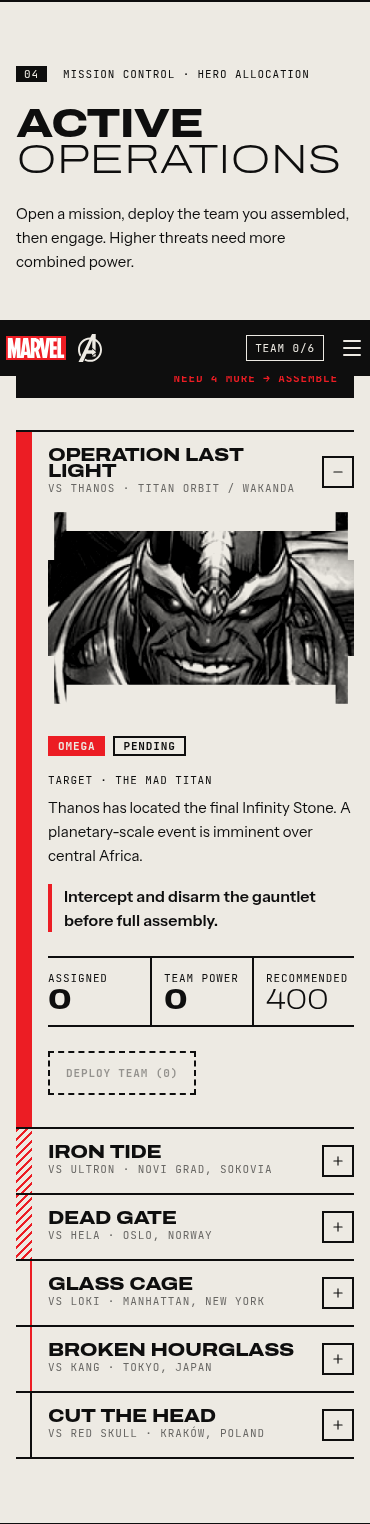 04 MISSION CONTROL · HERO ALLOCATION
ACTIVE
OPERATIONS
Open a mission, deploy the team you assembled,
then engage. Higher threats need more
combined power.
MARVEL A TEAM 0/6
NEED 4 MORE → ASSEMBLE
OPERATION LAST
LIGHT
VS THANOS · TITAN ORBIT / WAKANDA
OMEGA PENDING
TARGET · THE MAD TITAN
Thanos has located the final Infinity Stone. A
planetary-scale event is imminent over
central Africa.
Intercept and disarm the gauntlet
before full assembly.
ASSIGNED TEAM POWER RECOMMENDED
0 0 400
DEPLOY TEAM (0)
IRON TIDE
VS ULTRON · NOVI GRAD, SOKOVIA
DEAD GATE
VS HELA · OSLO, NORWAY
GLASS CAGE
VS LOKI · MANHATTAN, NEW YORK
BROKEN HOURGLASS
VS KANG · TOKYO, JAPAN
CUT THE HEAD
VS RED SKULL · KRAKÓW, POLAND